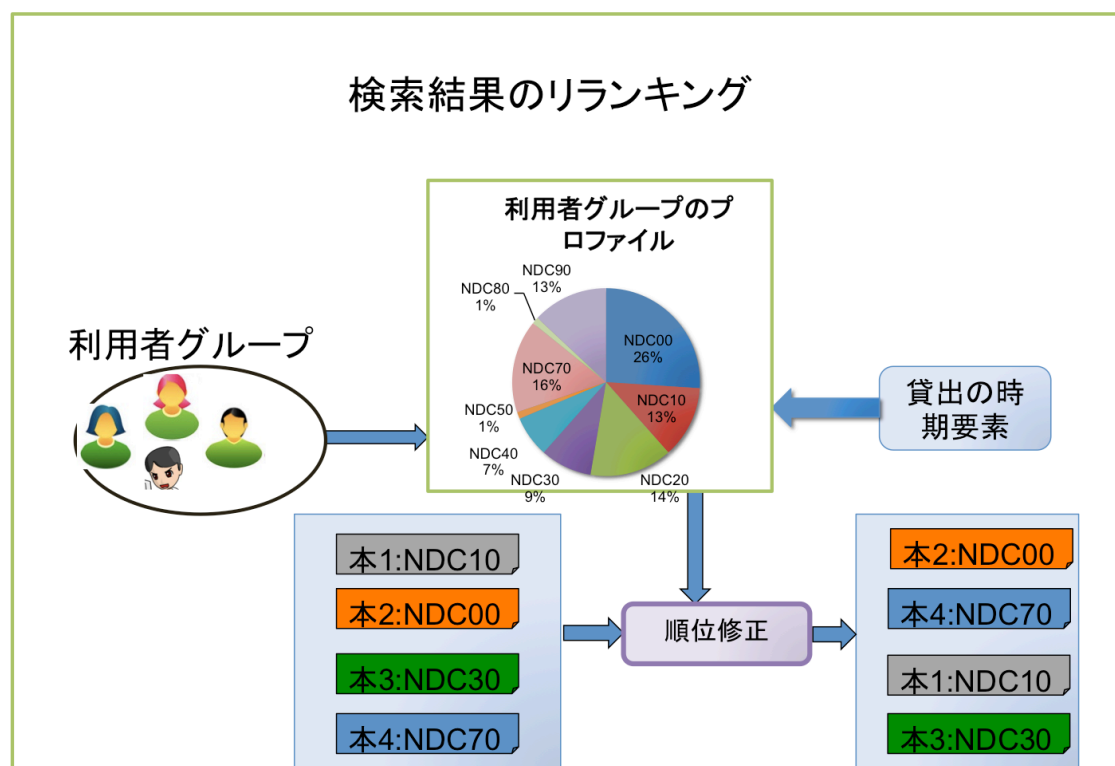 検索結果のリランキング
利用者グループのプ
ロファイル
NDC90
13%
NDC80
1%
NDC00
26%
NDC70
16%
NDC10
13%
NDC50
1%
NDC40
7%
NDC30
9%
NDC20
14%
利用者グループ
貸出の時
期要素
本1:NDC10
本2:NDC00
本3:NDC30
本4:NDC70
順位修正
本2:NDC00
本4:NDC70
本1:NDC10
本3:NDC30